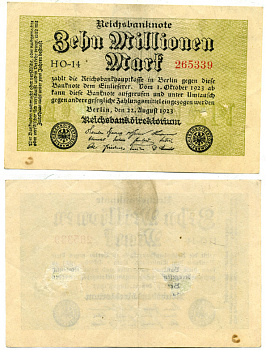 Reichsbanknote
Zehn Millionen
Mark
HO-14 * 265339
zahlt die Reichsbankhauptkasse in Berlin gegen diese
Banknote dem Einlieferer. Vom 1. Oktober 1923 ab
kann diese Banknote aufgerufen und unter Umtausch
gegen andere gesetzliche Zahlungsmittel eingezogen werden
Berlin, den 22. August 1923
Reichsbankdirektorium